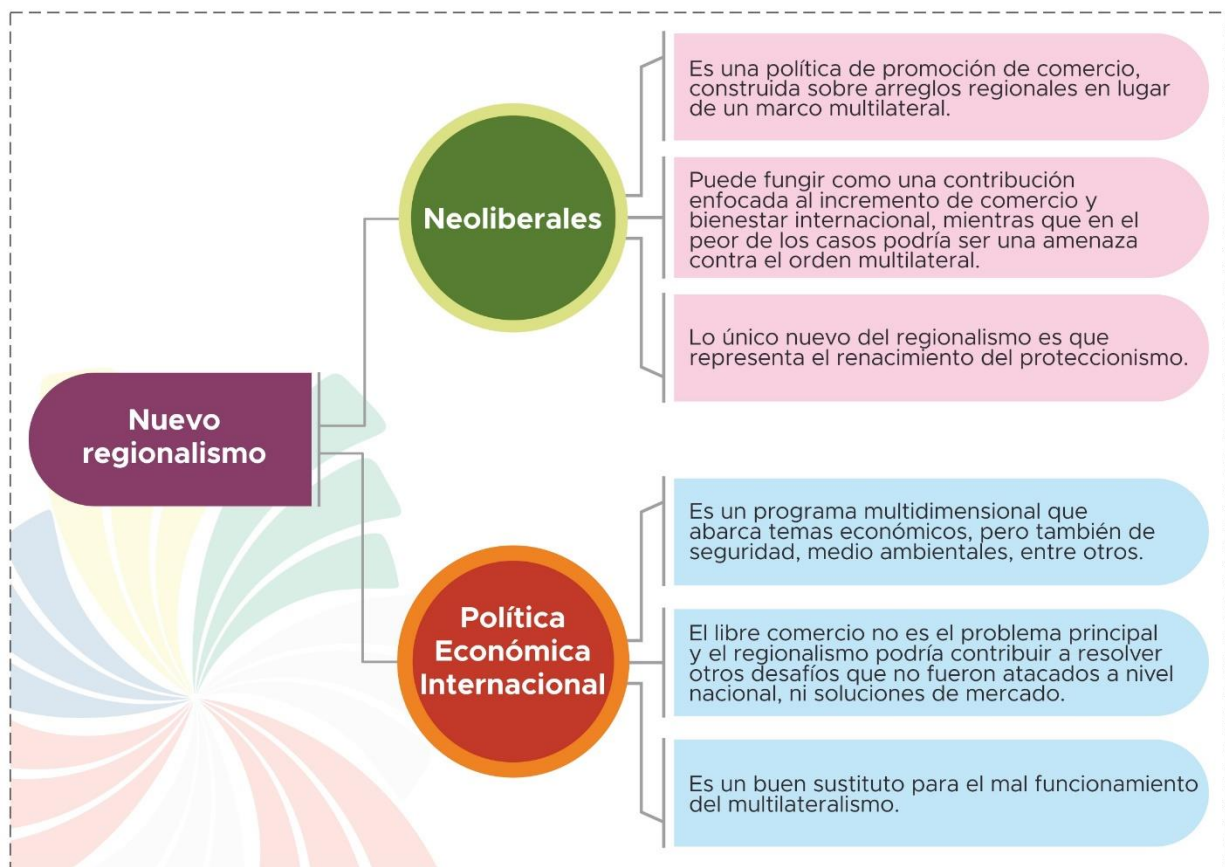 Nuevo
regionalismo
Neoliberales
Es una política de promoción de comercio,
construida sobre arreglos regionales en lugar
de un marco multilateral.
Puede fungir como una contribución
enfocada al incremento de comercio y
bienestar internacional, mientras que en el
peor de los casos podría ser una amenaza
contra el orden multilateral.
Lo único nuevo del regionalismo es que
representa el renacimiento del proteccionismo.
Política
Económica
Internacional
Es un programa multidimensional que
abarca temas económicos, pero también de
seguridad, medio ambientales, entre otros.
El libre comercio no es el problema principal
y el regionalismo podría contribuir a resolver
otros desafíos que no fueron atacados a nivel
nacional, ni soluciones de mercado.
Es un buen sustituto para el mal funcionamiento
del multilateralismo.